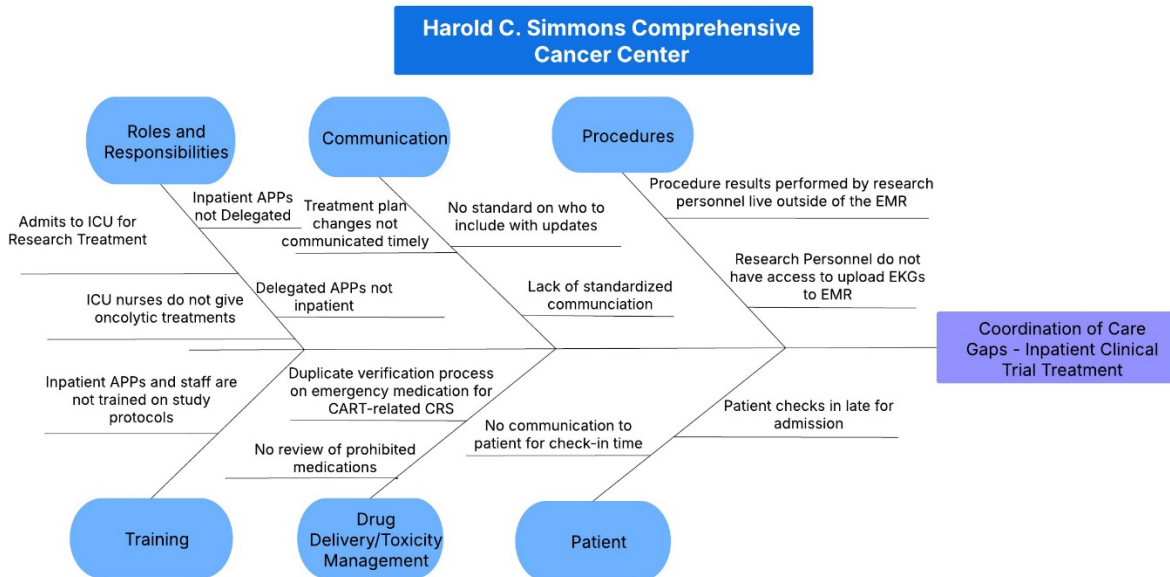 Harold C. Simmons Comprehensive
Cancer Center
Roles and
Responsibilities
Communication
Procedures
Inpatient APPs
not Delegated
Admits to ICU for
Research Treatment
Delegated APPs not
inpatient
ICU nurses do not give
oncolytic treatments
Treatment plan
changes not
communicated timely
No standard on who to
include with updates
Lack of standardized
communciation
Procedure results performed by research
personnel live outside of the EMR
Research Personnel do not
have access to upload EKGs
to EMR
Coordination of Care
Gaps - Inpatient Clinical
Trial Treatment
Inpatient APPs and staff are
not trained on study
protocols
Duplicate verification process
on emergency medication for
CART-related CRS
No review of prohibited
medications
No communication to
patient for check-in time
Patient checks in late for
admission
Training
Drug
Delivery/Toxicity
Management
Patient